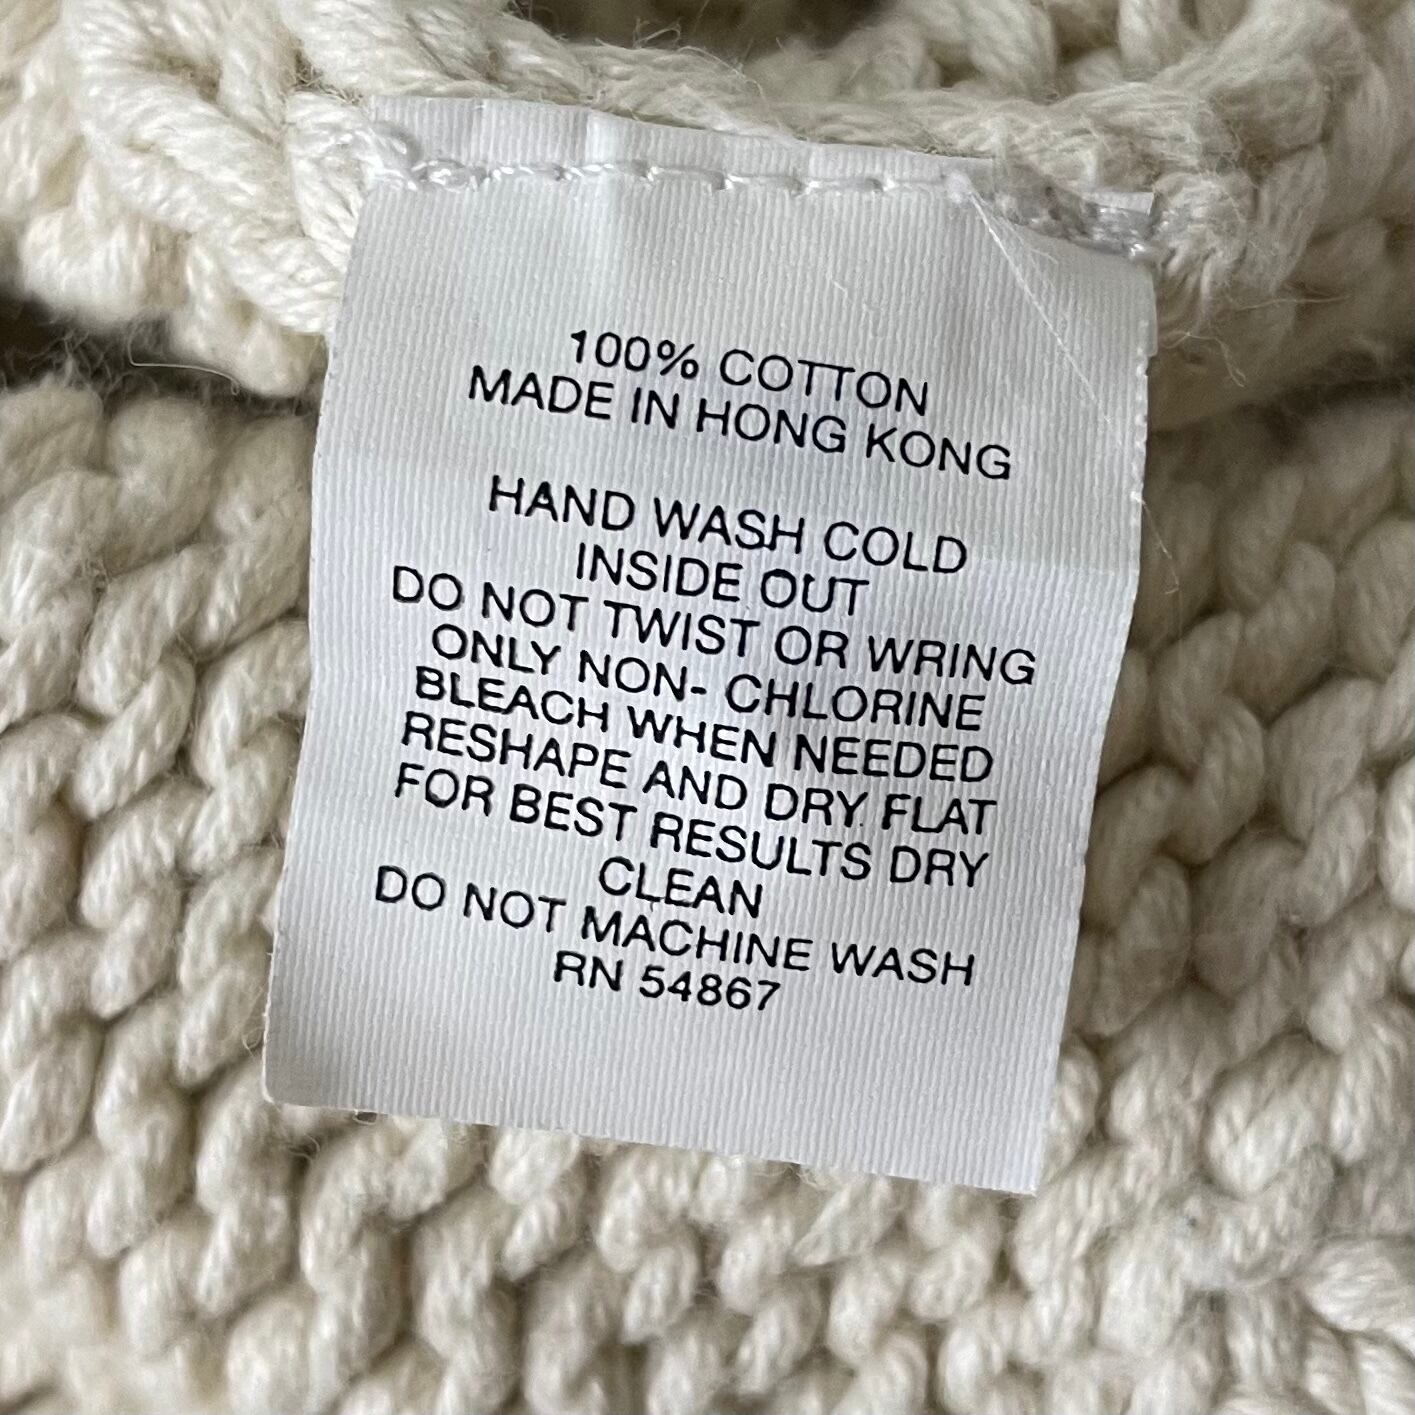 100% COTTON
MADE IN HONG KONG
HAND WASH COLD
INSIDE OUT
DO NOT TWIST OR WRING
ONLY NON- CHLORINE
BLEACH WHEN NEEDED
RESHAPE AND DRY FLAT
FOR BEST RESULTS DRY
CLEAN
DO NOT MACHINE WASH
RN 54867